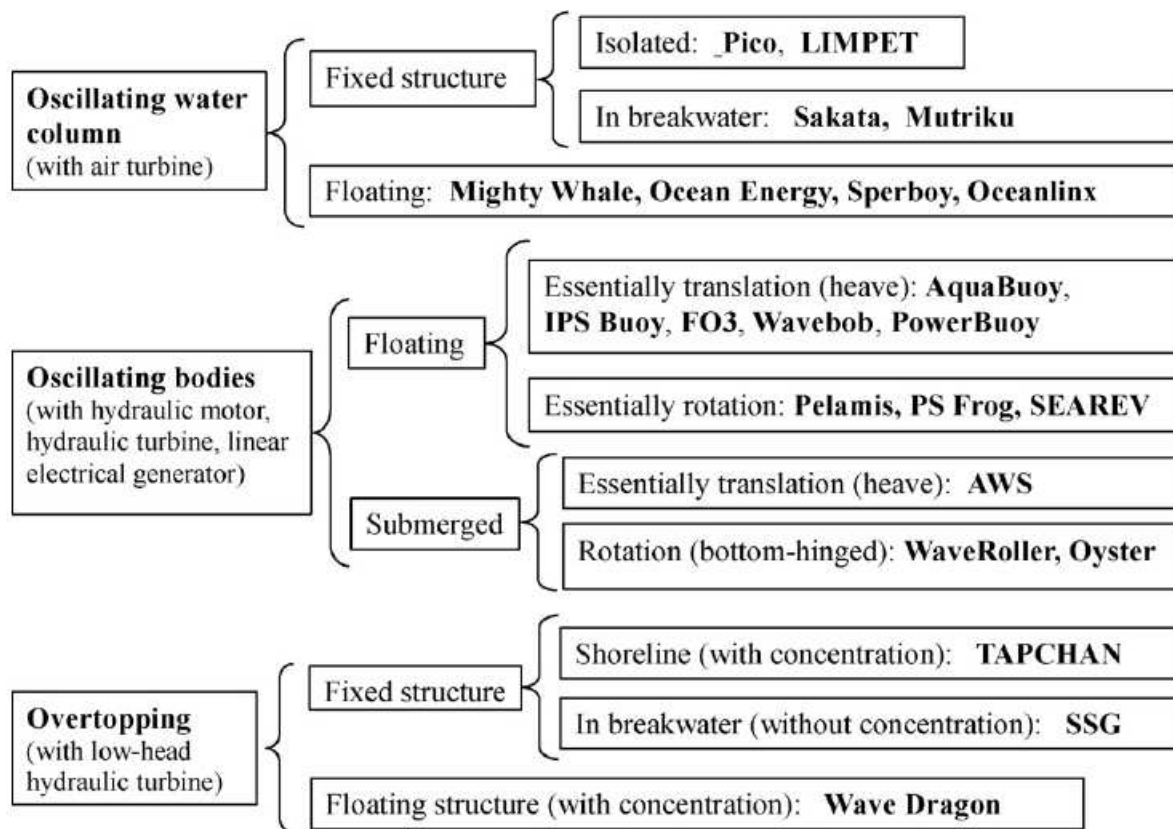 Oscillating water
column
(with air turbine)
Fixed structure
Isolated: _Pico, LIMPET
In breakwater: Sakata, Mutriku
Floating: Mighty Whale, Ocean Energy, Sperboy, Oceanlinx
Oscillating bodies
(with hydraulic motor,
hydraulic turbine, linear
electrical generator)
Floating
Essentially translation (heave): AquaBuoy,
IPS Buoy, FO3, Wavebob, PowerBuoy
Essentially rotation: Pelamis, PS Frog, SEAREV
Submerged
Essentially translation (heave): AWS
Rotation (bottom-hinged): WaveRoller, Oyster
Overtopping
(with low-head
hydraulic turbine)
Fixed structure
Shoreline (with concentration): TAPCHAN
In breakwater (without concentration): SSG
Floating structure (with concentration): Wave Dragon